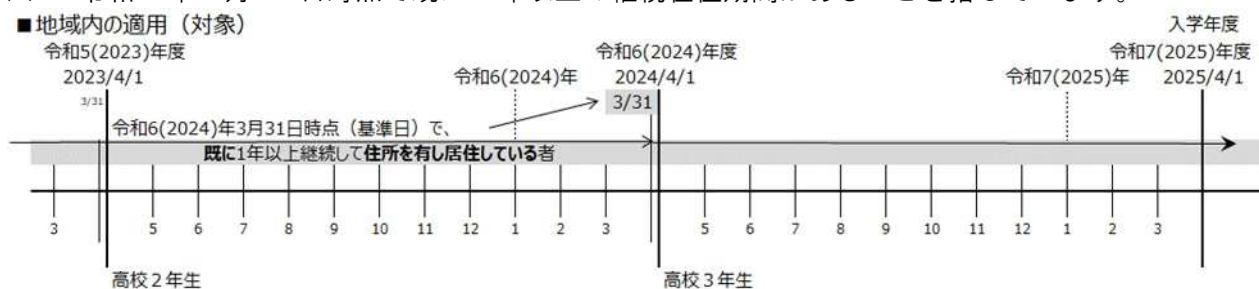 ■地域内の適用（対象）
入学年度
令和5(2023)年度
令和6(2024)年度
令和7(2025)年度
2023/4/1
令和6(2024)年
2024/4/1
令和7(2025)年
2025/4/1
3/31
3/31
令和6(2024)年3月31日時点（基準日）で、
既に1年以上継続して住所を有し居住している者
3 5 6 7 8 9 10 11 12 1 2 3 5 6 7 8 9 10 11 12 1 2 3
高校２年生
高校３年生